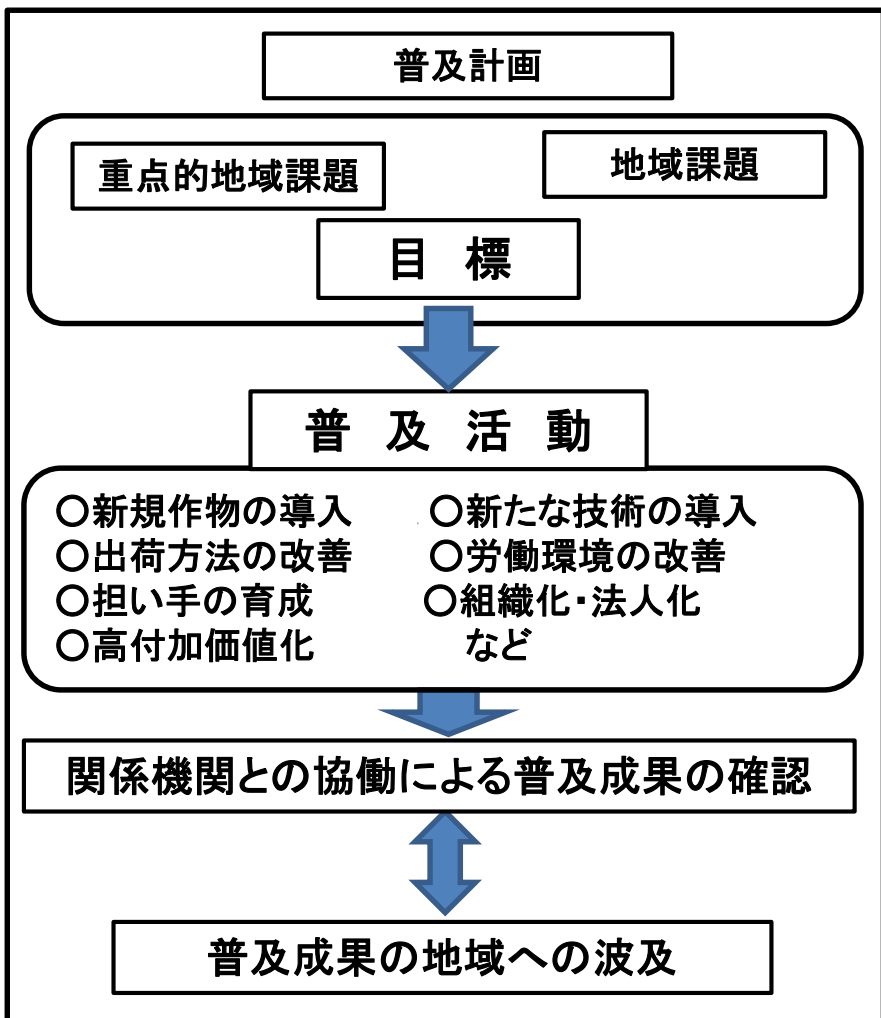 普及計画
重点的地域課題
地域課題
目 標
普 及 活 動
○新規作物の導入
○新たな技術の導入
○出荷方法の改善
○労働環境の改善
○担い手の育成
○組織化・法人化
○高付加価値化
など
関係機関との協働による普及成果の確認
普及成果の地域への波及